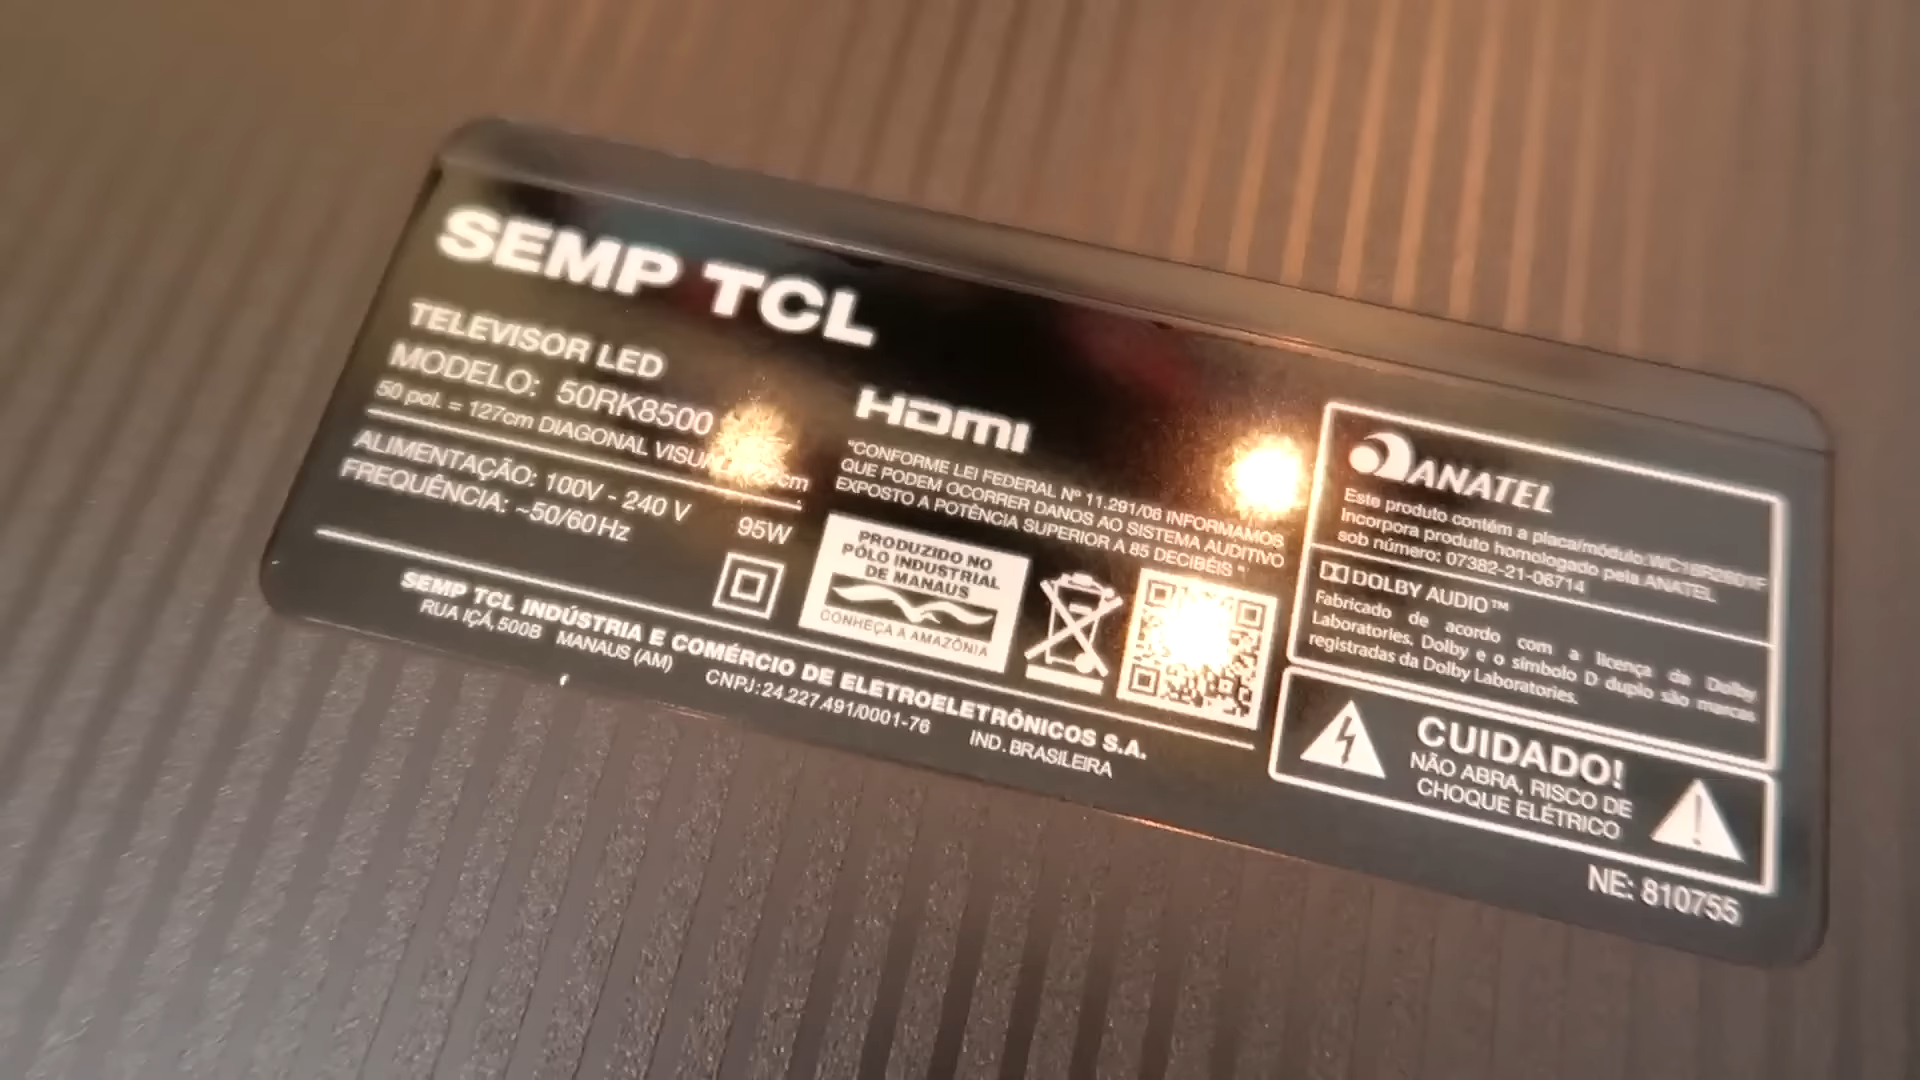 SEMP TCL
TELEVISOR LED
MODELO: 50RK8500
50 pol. = 127cm DIAGONAL
ALIMENTAÇÃO: 100V - 240 V
FREQUÊNCIA: ~50/60 Hz
95W
HDMI
"CONFORME LEI FEDERAL Nº 11.291/06 INFORMAMOS
QUE PODEM OCORRER DANOS AO SISTEMA AUDITIVO
EXPOSTO A POTÊNCIA SUPERIOR A 85 DECIBÉIS "
PRODUZIDO NO
PÓLO INDUSTRIAL
DE MANAUS
CONHEÇA A AMAZÔNIA
SEMP TCL INDÚSTRIA E COMÉRCIO DE ELETROELETRÔNICOS S.A.
RUA IÇÁ, 500B MANAUS (AM) CNPJ: 24.227.491/0001-76 IND. BRASILEIRA
ANATEL
Este produto contém a placa/módulo:
Incorpora produto homologado pela ANATEL
sob número: 07382-21-06714
DOLBY AUDIO™
Fabricado de acordo com a licença da Dolby
Laboratories. Dolby e o símbolo D duplo são marcas
registradas da Dolby Laboratories.
CUIDADO!
NÃO ABRA, RISCO DE
CHOQUE ELÉTRICO
NE: 810755